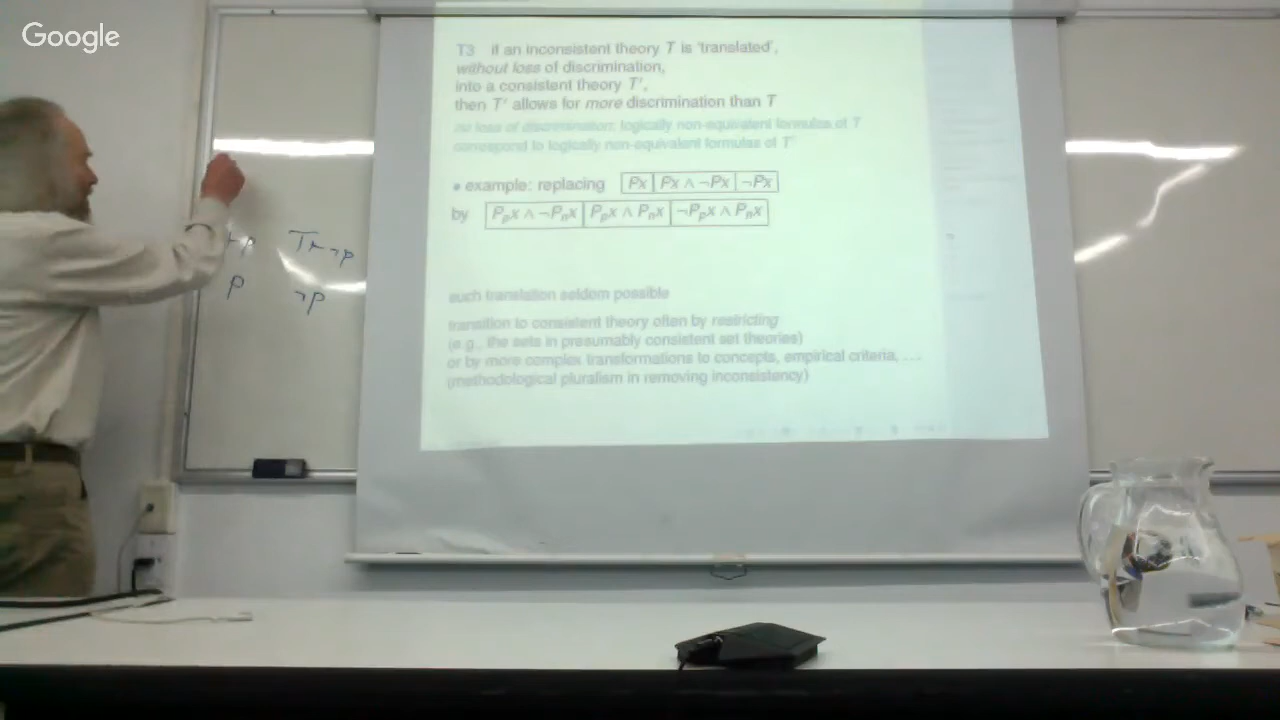 Google
T3 if an inconsistent theory T is 'translated',
without loss of discrimination,
into a consistent theory T',
then T' allows for more discrimination than T
no loss of discrimination: logically non-equivalent formulas of T
correspond to logically non-equivalent formulas of T'
• example: replacing Px Px ∧ ¬Px ¬Px
by Ppx ∧ ¬Pnx Ppx ∧ Pnx ¬Ppx ∧ Pnx
such translation seldom possible
transition to consistent theory often by restricting
(e.g., the sets in presumably consistent set theories)
or by more complex transformations to concepts, empirical criteria, …
(methodological pluralism in removing inconsistency)
⊢p T⊢¬p
p ¬p